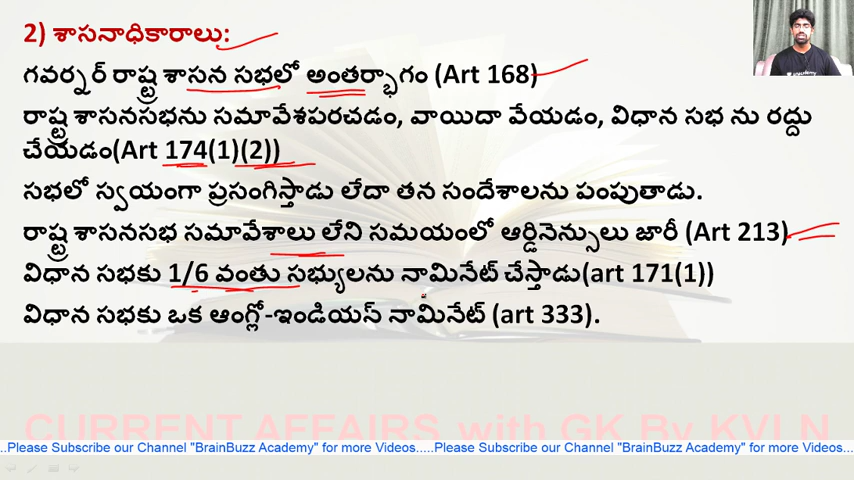 2) శాసనాధికారాలు:
గవర్నర్ రాష్ట్ర శాసన సభలో అంతర్భాగం (Art 168)
రాష్ట్ర శాసనసభను సమావేశపరచడం, వాయిదా వేయడం, విధాన సభ ను రద్దు
చేయడం(Art 174(1)(2))
సభలో స్వయంగా ప్రసంగిస్తాడు లేదా తన సందేశాలను పంపుతాడు.
రాష్ట్ర శాసనసభ సమావేశాలు లేని సమయంలో ఆర్డినెన్సులు జారీ (Art 213)
విధాన సభకు 1/6 వంతు సభ్యులను నామినేట్ చేస్తాడు(art 171(1))
విధాన సభకు ఒక ఆంగ్లో-ఇండియస్ నామినేట్ (art 333).
CURRENT AFFAIRS with GK By KVLN
..Please Subscribe our Channel "BrainBuzz Academy" for more Videos.....Please Subscribe our Channel "BrainBuzz Academy" for more Videos...